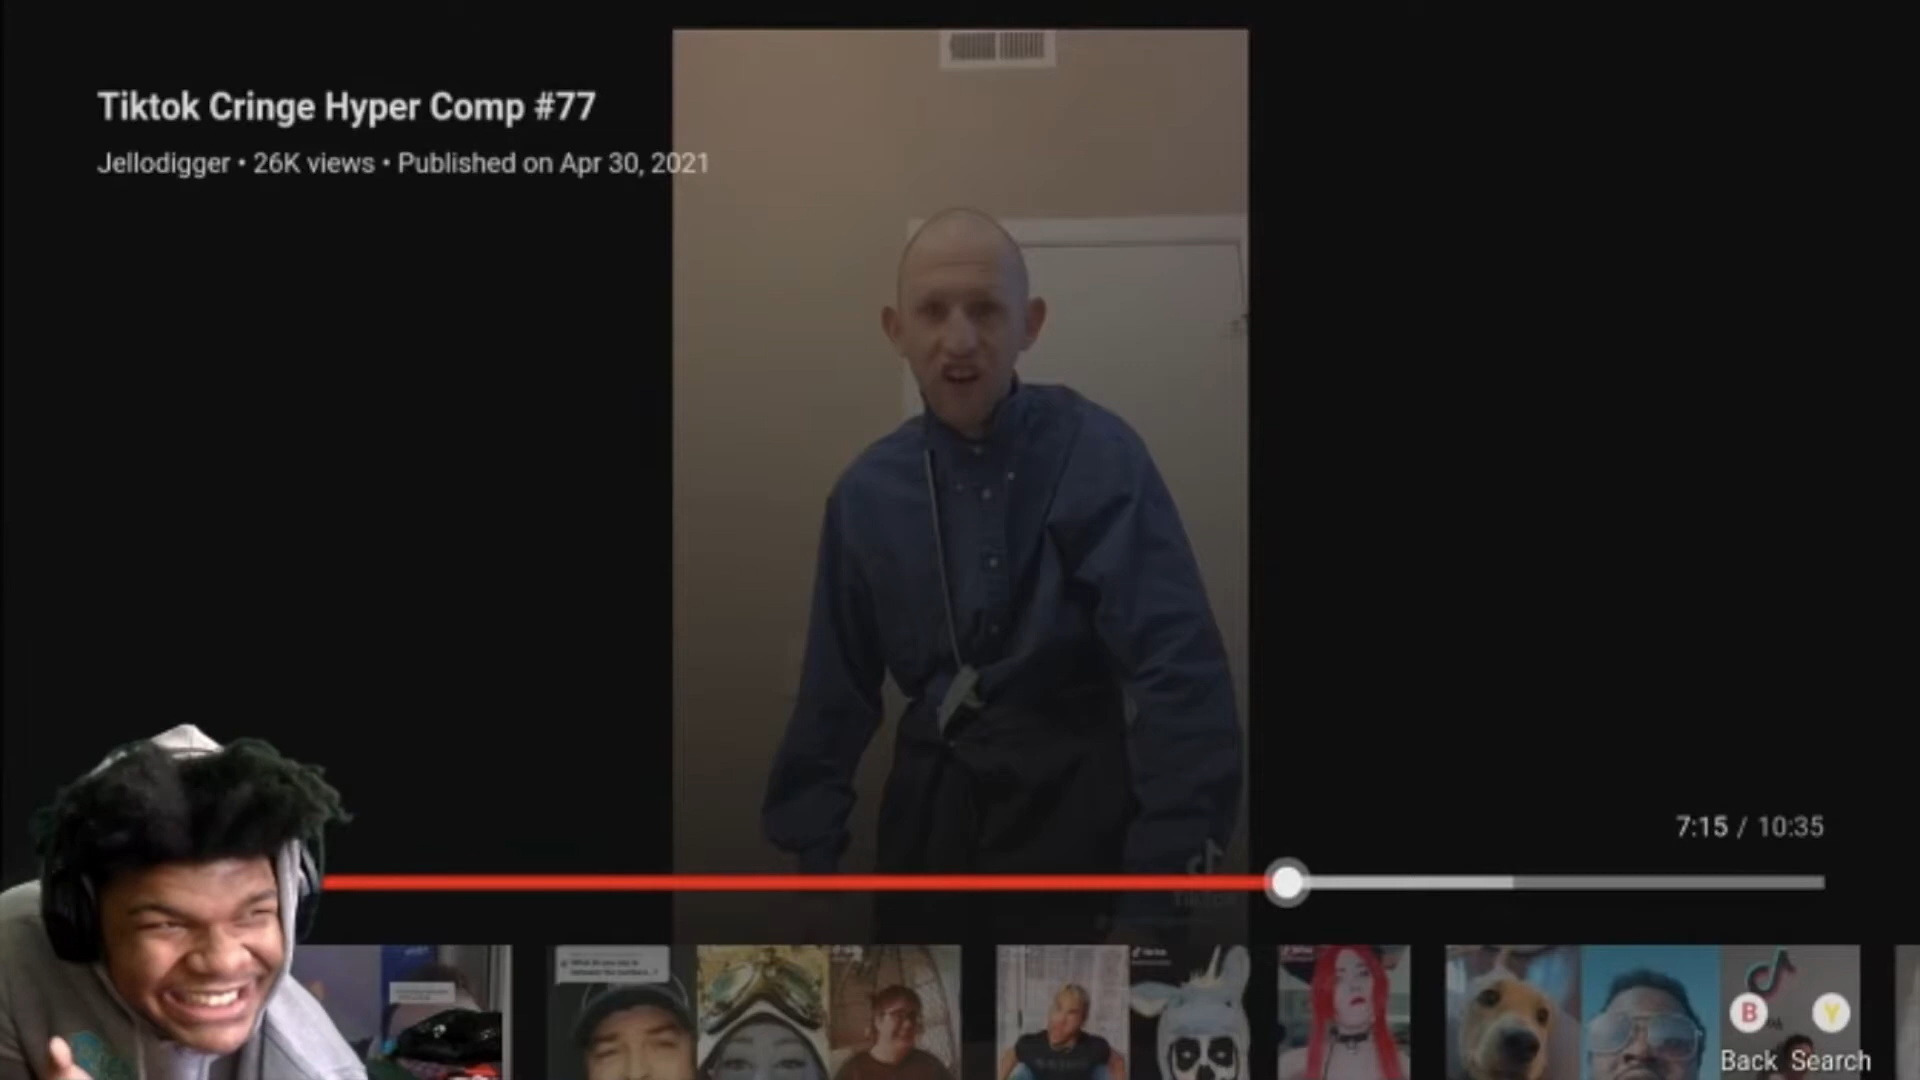 Tiktok Cringe Hyper Comp #77
Jellodigger • 26K views • Published on Apr 30, 2021
7:15 / 10:35
TikTok
B
Y
Back Search